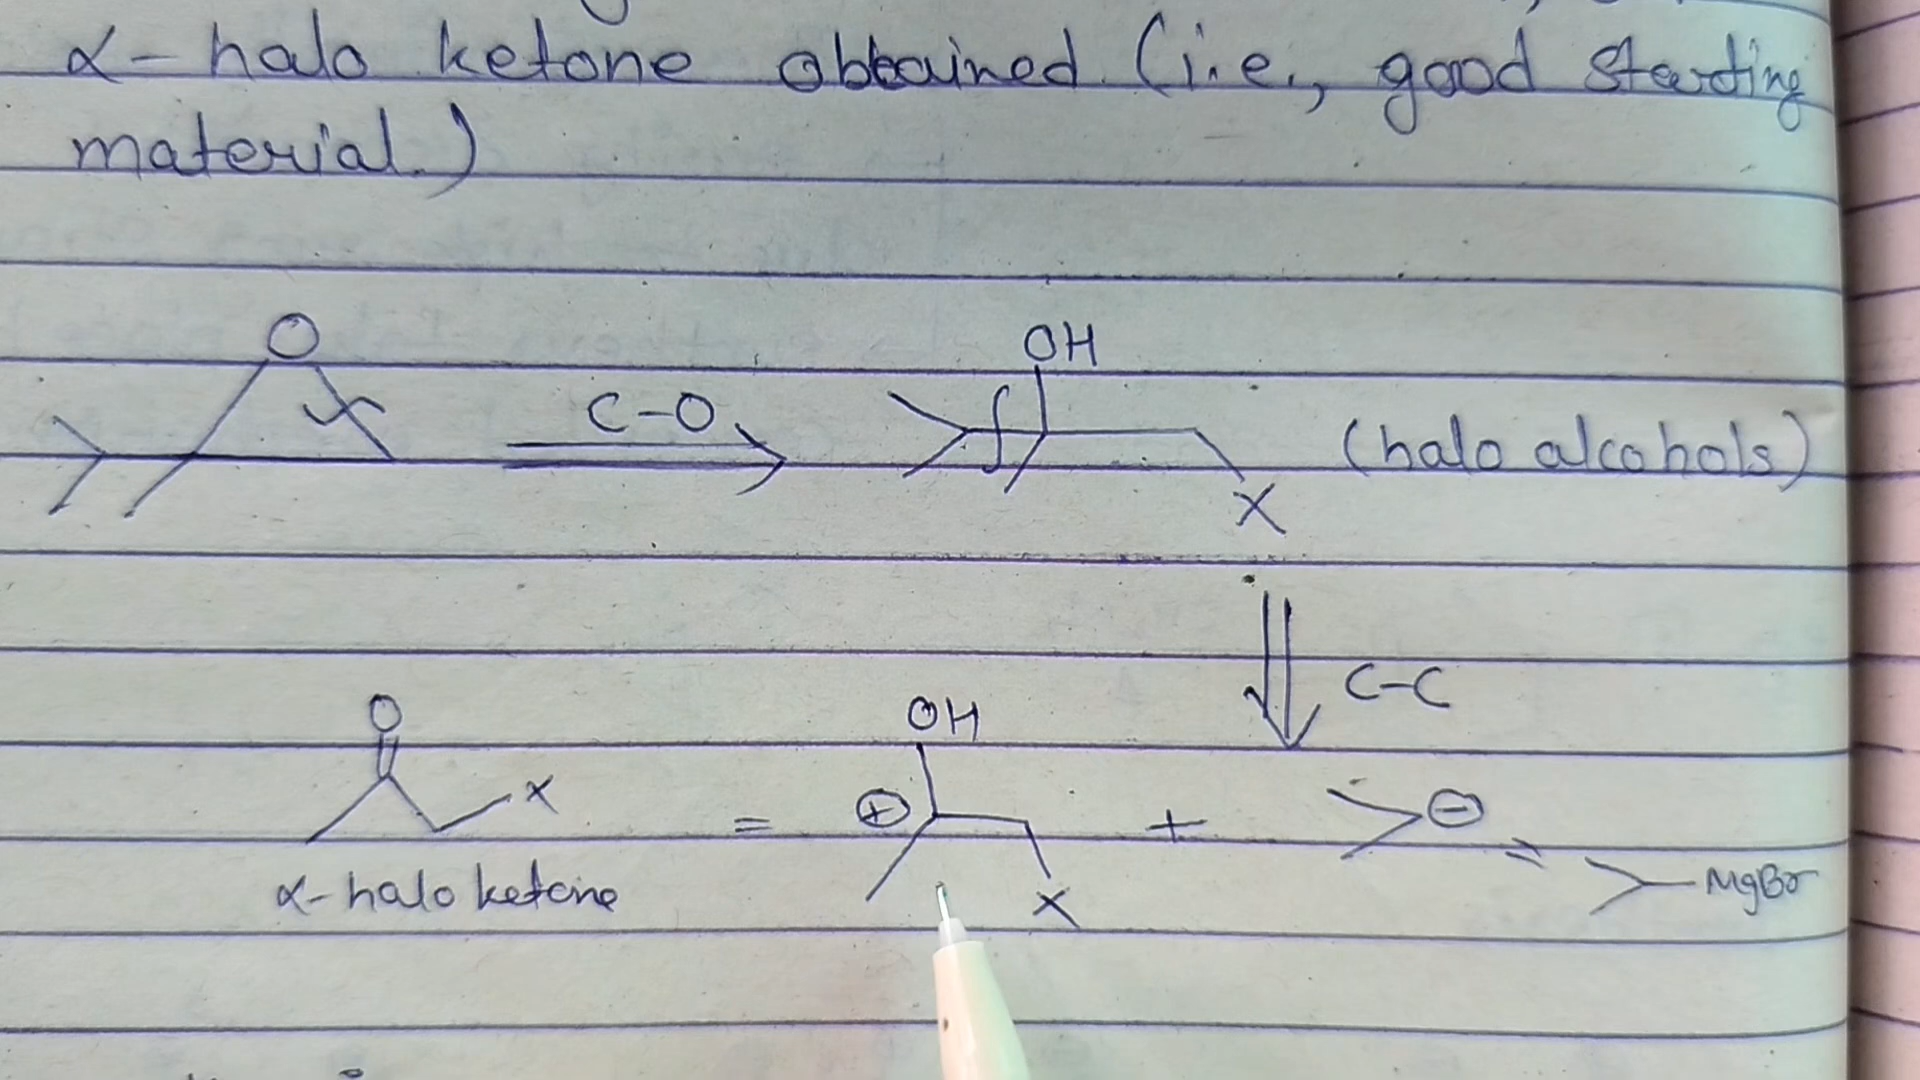 α- halo ketone obtained (i.e., good starting
material.)
O
C-O
OH
X
(halo alcohols)
C-C
O
X
α- halo ketone
=
OH
⊕
X
+
⊖
=
MgBr